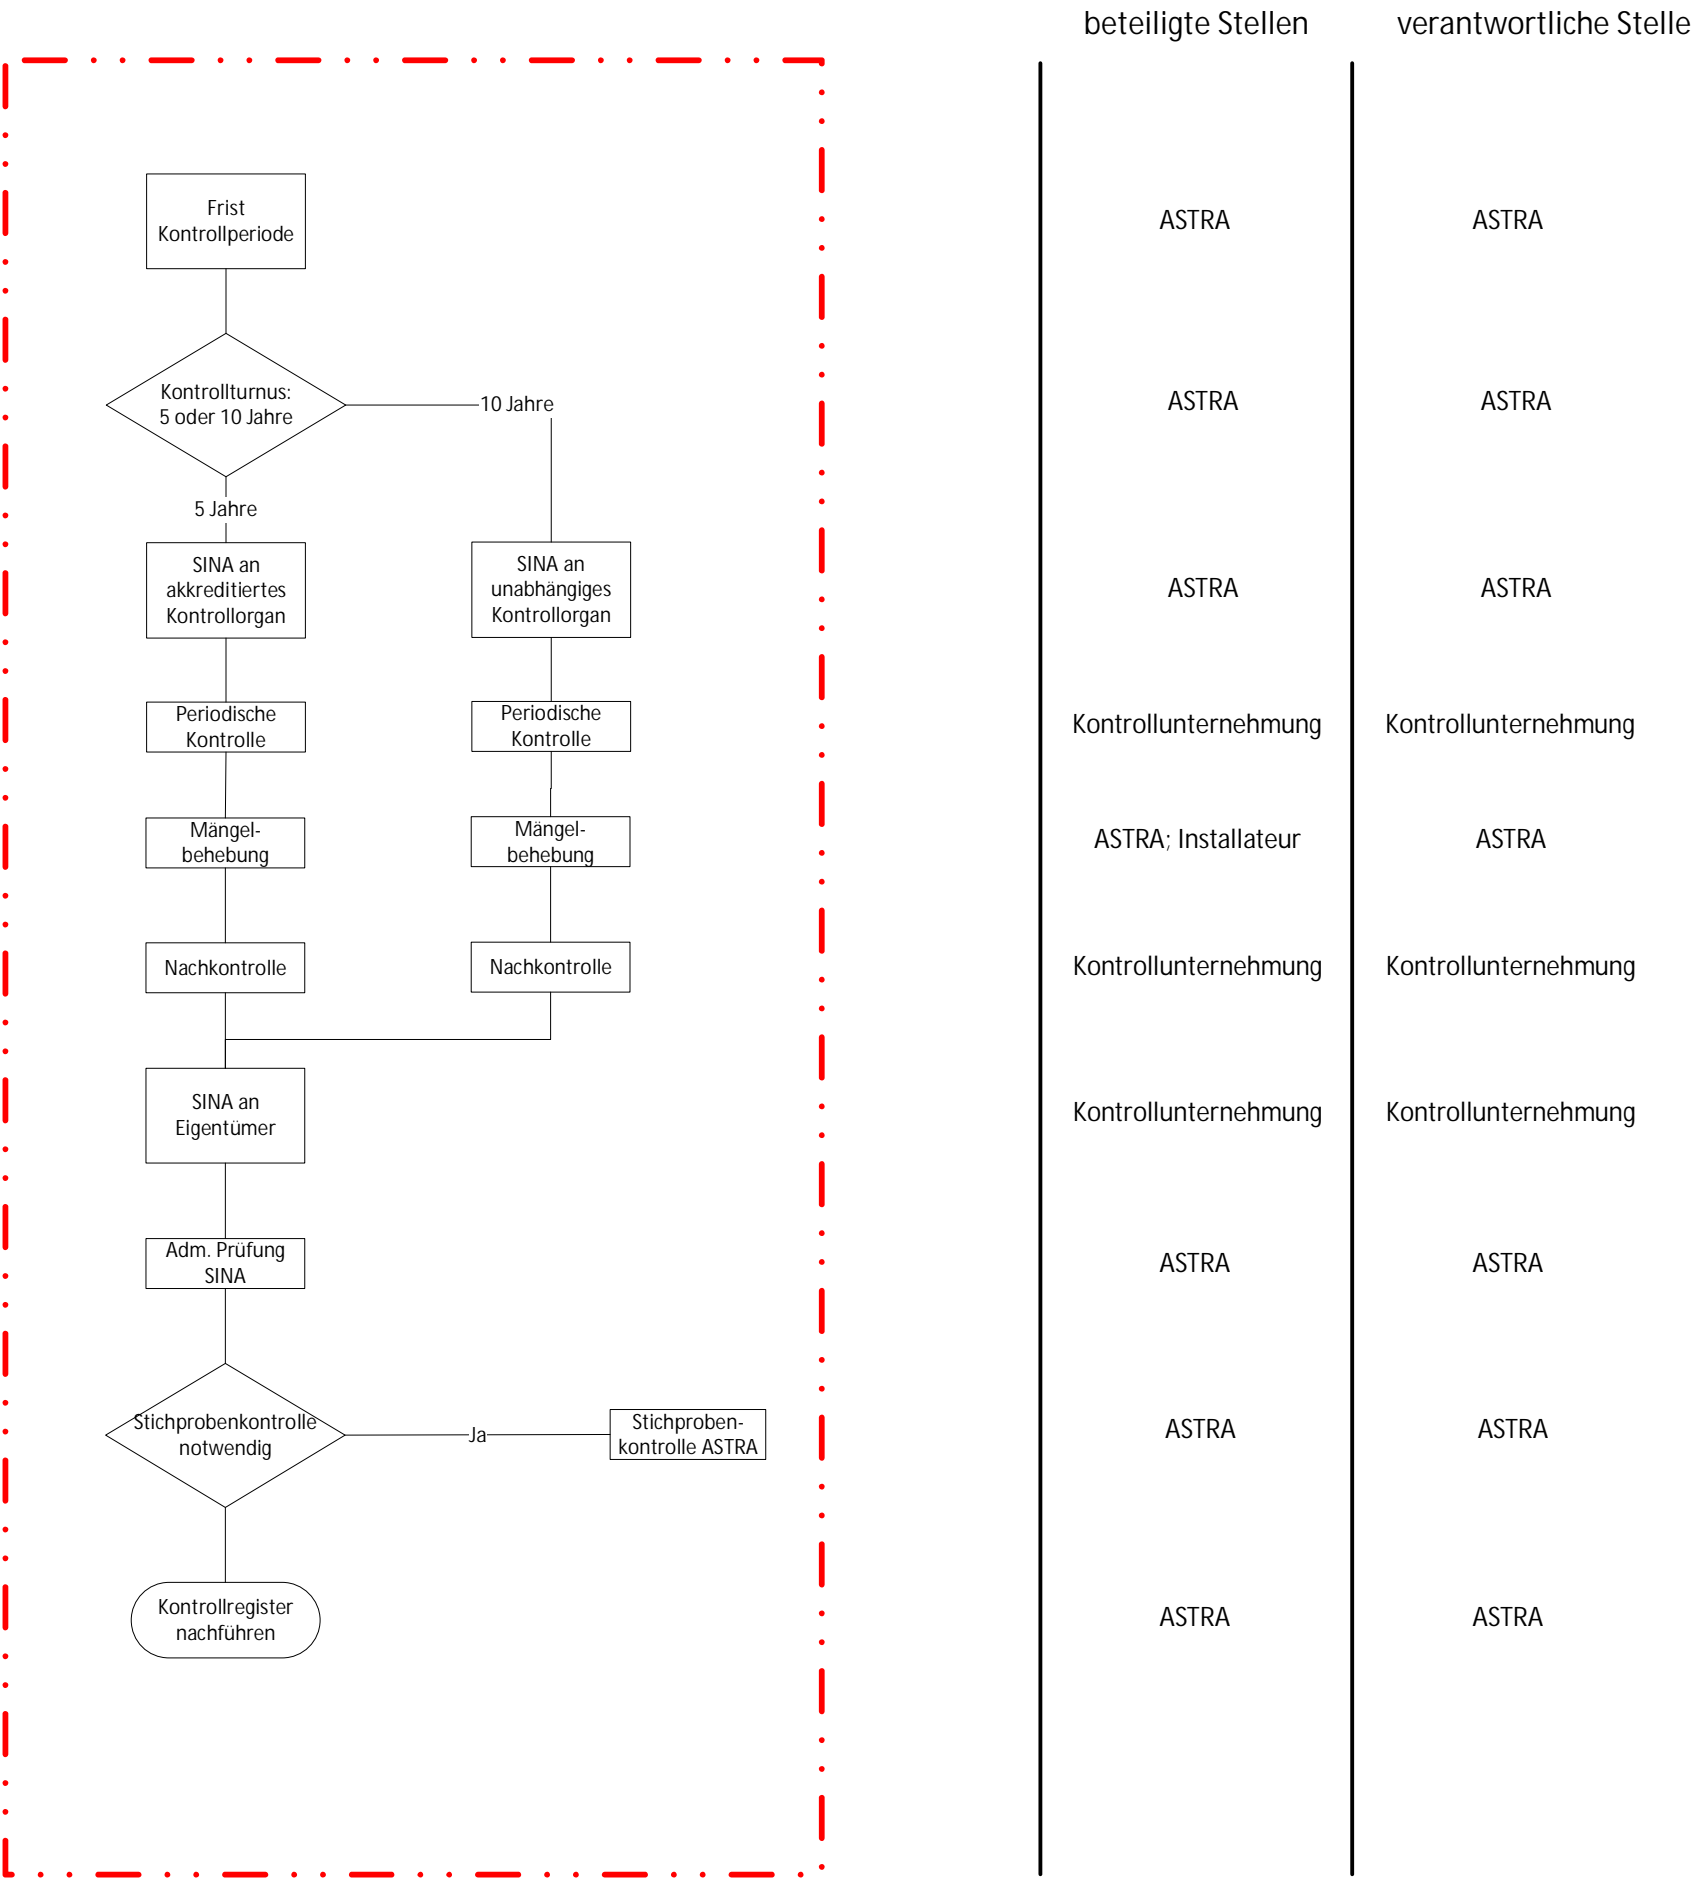 beteiligte Stellen
verantwortliche Stelle
Frist
Kontrollperiode
ASTRA
ASTRA
Kontrollturnus:
5 oder 10 Jahre
10 Jahre
ASTRA
ASTRA
5 Jahre
SINA an
akkreditiertes
Kontrollorgan
SINA an
unabhängiges
Kontrollorgan
ASTRA
ASTRA
Periodische
Kontrolle
Periodische
Kontrolle
Kontrollunternehmung
Kontrollunternehmung
Mängel-
behebung
Mängel-
behebung
ASTRA; Installateur
ASTRA
Nachkontrolle
Nachkontrolle
Kontrollunternehmung
Kontrollunternehmung
SINA an
Eigentümer
Kontrollunternehmung
Kontrollunternehmung
Adm. Prüfung
SINA
ASTRA
ASTRA
Stichprobenkontrolle
notwendig
Ja
Stichproben-
kontrolle ASTRA
ASTRA
ASTRA
Kontrollregister
nachführen
ASTRA
ASTRA